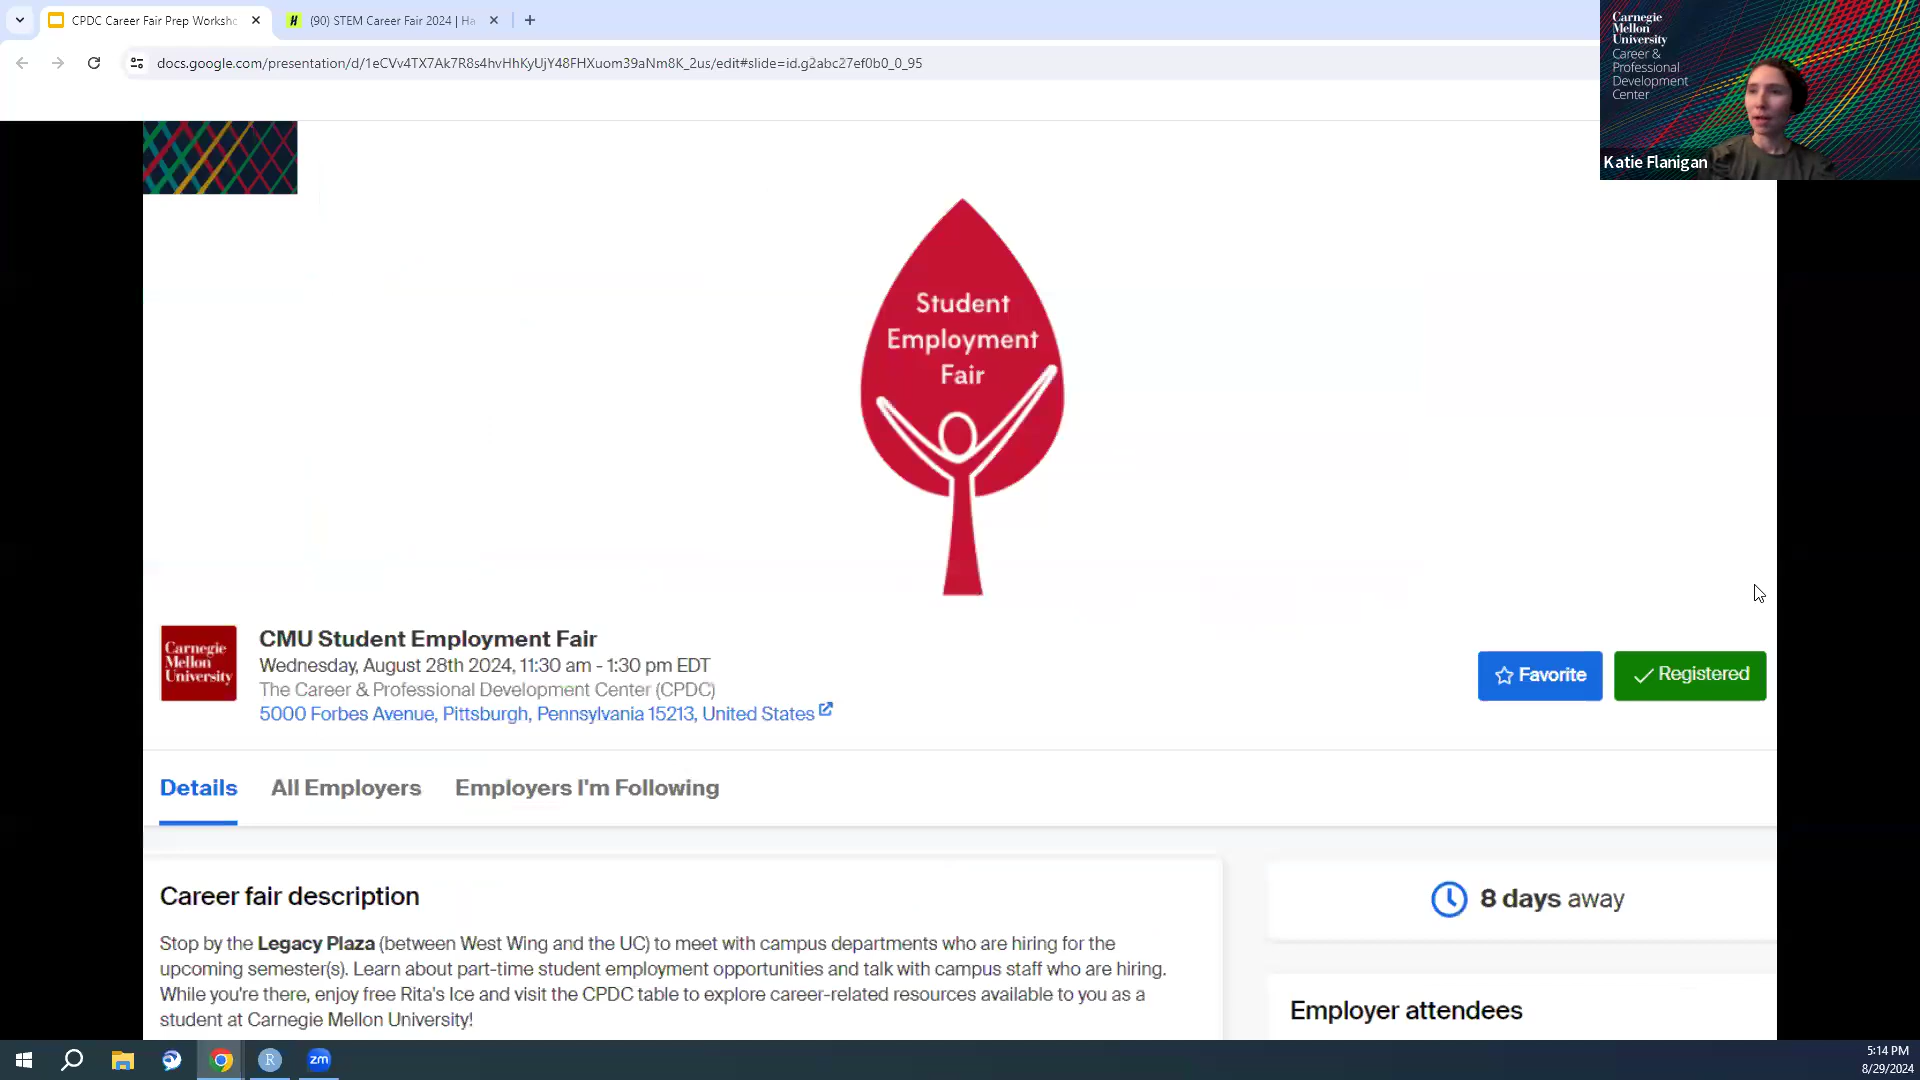 CPDC Career Fair Prep Worksho
(90) STEM Career Fair 2024 | Ha
docs.google.com/presentation/d/1eCVv4TX7Ak7R8s4hvHhKyUjY48FHXuom39aNm8K_2us/edit#slide=id.g2abc27ef0b0_0_95
Carnegie
Mellon
University
Career &
Professional
Development
Center
Katie Flanigan
Student
Employment
Fair
Carnegie
Mellon
University
CMU Student Employment Fair
Wednesday, August 28th 2024, 11:30 am - 1:30 pm EDT
The Career & Professional Development Center (CPDC)
5000 Forbes Avenue, Pittsburgh, Pennsylvania 15213, United States
Favorite
Registered
Details
All Employers
Employers I'm Following
Career fair description
8 days away
Stop by the Legacy Plaza (between West Wing and the UC) to meet with campus departments who are hiring for the
upcoming semester(s). Learn about part-time student employment opportunities and talk with campus staff who are hiring.
While you're there, enjoy free Rita's Ice and visit the CPDC table to explore career-related resources available to you as a
student at Carnegie Mellon University!
Employer attendees
R
zm
5:14 PM
8/29/2024